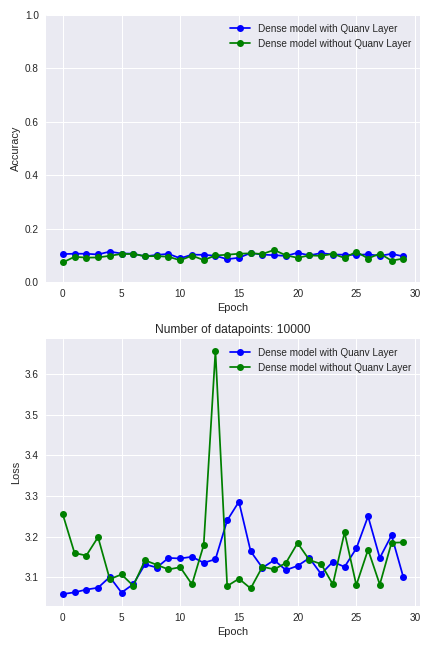 1.0
0.8
0.6
0.4
0.2
0.0
Accuracy
Dense model with Quanv Layer
Dense model without Quanv Layer
0 5 10 15 20 25 30
Epoch
Number of datapoints: 10000
3.6
3.5
3.4
3.3
3.2
3.1
Loss
Dense model with Quanv Layer
Dense model without Quanv Layer
0 5 10 15 20 25 30
Epoch